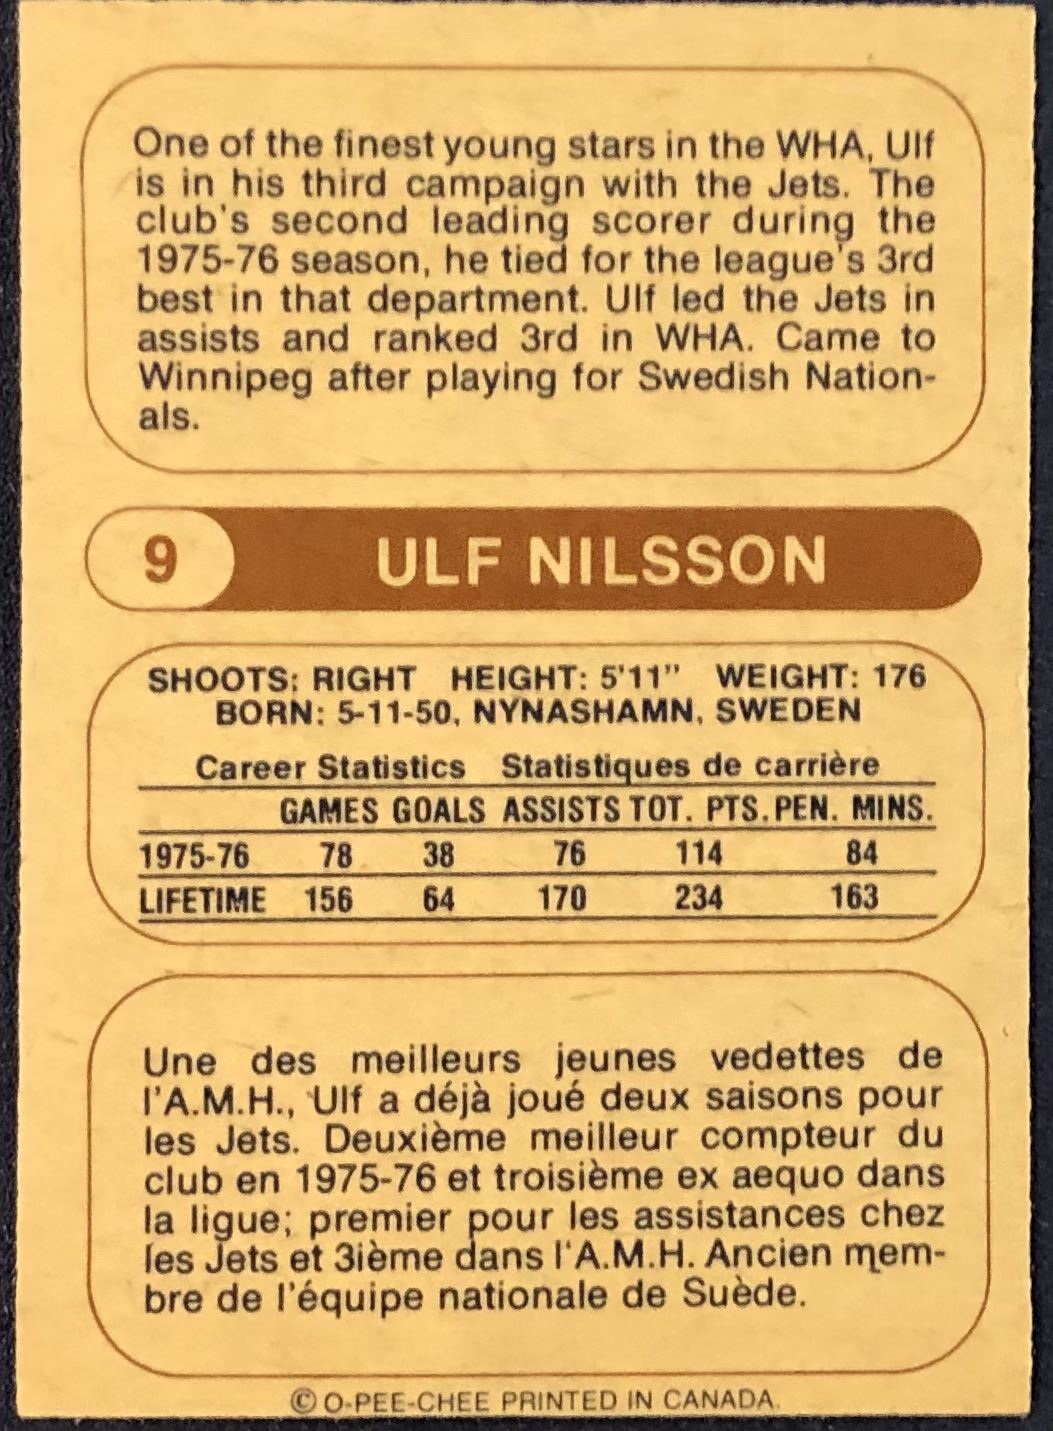 One of the finest young stars in the WHA, Ulf
is in his third campaign with the Jets. The
club's second leading scorer during the
1975-76 season, he tied for the league's 3rd
best in that department. Ulf led the Jets in
assists and ranked 3rd in WHA. Came to
Winnipeg after playing for Swedish Nation-
als.
9 ULF NILSSON
SHOOTS: RIGHT HEIGHT: 5'11" WEIGHT: 176
BORN: 5-11-50, NYNASHAMN, SWEDEN
Career Statistics Statistiques de carrière
GAMES GOALS ASSISTS TOT. PTS. PEN. MINS.
1975-76 78 38 76 114 84
LIFETIME 156 64 170 234 163
Une des meilleurs jeunes vedettes de
l'A.M.H., Ulf a déjà joué deux saisons pour
les Jets. Deuxième meilleur compteur du
club en 1975-76 et troisième ex aequo dans
la ligue; premier pour les assistances chez
les Jets et 3ième dans l'A.M.H. Ancien mem-
bre de l'équipe nationale de Suède.
© O-PEE-CHEE PRINTED IN CANADA.